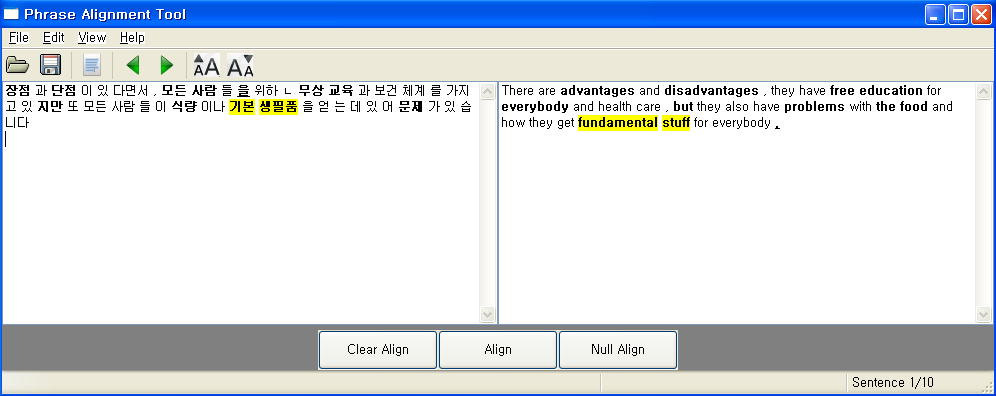 Phrase Alignment Tool
File Edit View Help
장점 과 단점 이 있 다면서 , 모든 사람 들 을 위하 ㄴ 무상 교육 과 보건 체계 를 가지
고 있 지만 또 모든 사람 들 이 식량 이나 기본 생필품 을 얻 는 데 있 어 문제 가 있 습
니다
There are advantages and disadvantages , they have free education for
everybody and health care , but they also have problems with the food and
how they get fundamental stuff for everybody .
Clear Align Align Null Align
Sentence 1/10